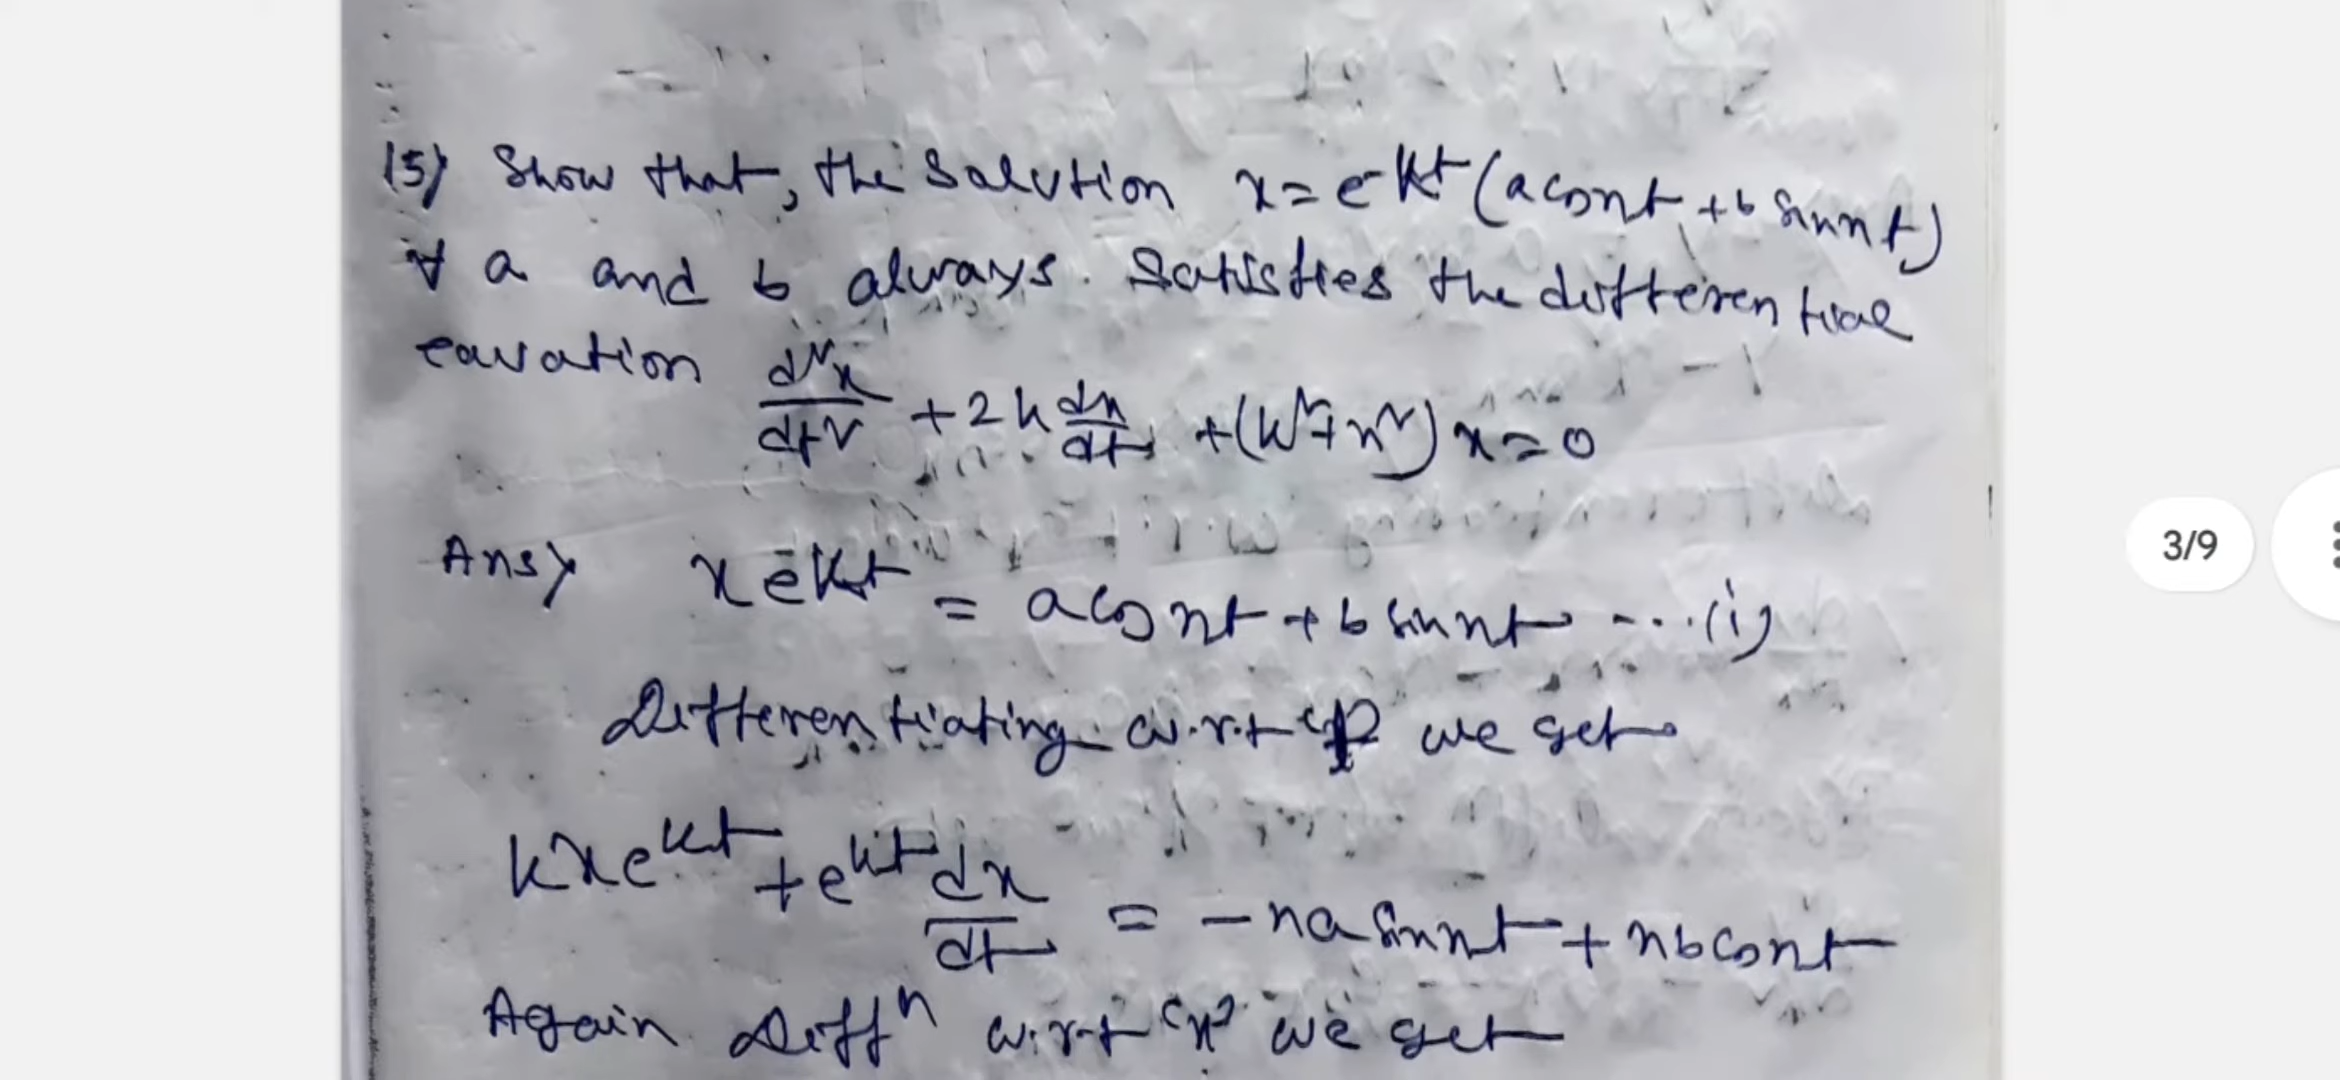 15) Show that, the Solution x = e^-kt (a cos nt + b sin nt)
∀ a and b always satisfies the differential
equation d²x/dt² + 2k dx/dt + (k²+n²) x = 0
Ans) x e^kt = a cos nt + b sin nt ... (i)
Differentiating w.r.t we get
kxe^kt + e^kt dx/dt = -na sin nt + nb cos nt
Again Diffⁿ w.r.t 'x' we get
3/9